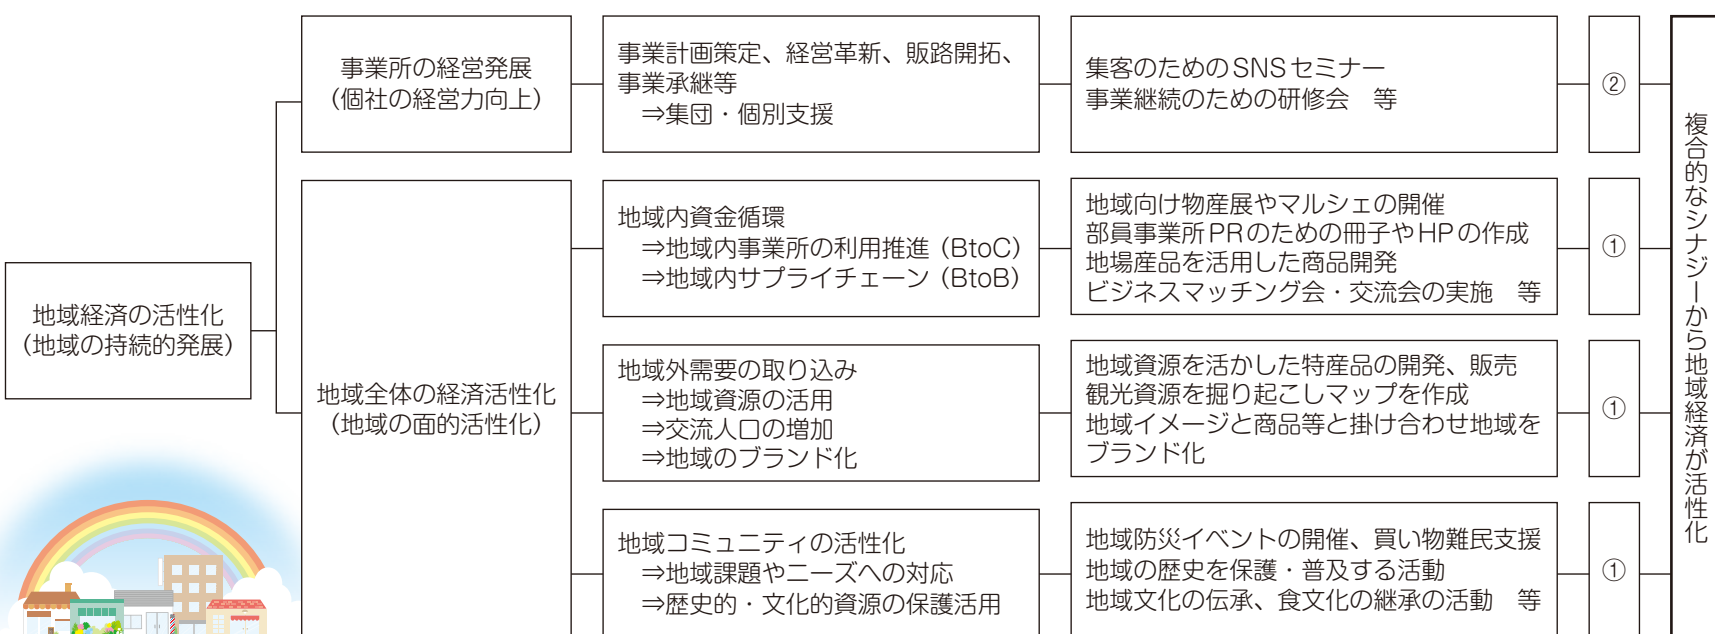 地域経済の活性化
（地域の持続的発展）
事業所の経営発展
（個社の経営力向上）
事業計画策定、経営革新、販路開拓、
事業承継等
⇒集団・個別支援
集客のためのSNSセミナー
事業継続のための研修会　等
②
地域全体の経済活性化
（地域の面的活性化）
地域内資金循環
⇒地域内事業所の利用推進（BtoC）
⇒地域内サプライチェーン（BtoB）
地域向け物産展やマルシェの開催
部員事業所PRのための冊子やHPの作成
地場産品を活用した商品開発
ビジネスマッチング会・交流会の実施　等
①
地域外需要の取り込み
⇒地域資源の活用
⇒交流人口の増加
⇒地域のブランド化
地域資源を活かした特産品の開発、販売
観光資源を掘り起こしマップを作成
地域イメージと商品等と掛け合わせ地域を
ブランド化
①
地域コミュニティの活性化
⇒地域課題やニーズへの対応
⇒歴史的・文化的資源の保護活用
地域防災イベントの開催、買い物難民支援
地域の歴史を保護・普及する活動
地域文化の伝承、食文化の継承の活動　等
①
複合的なシナジーから地域経済が活性化